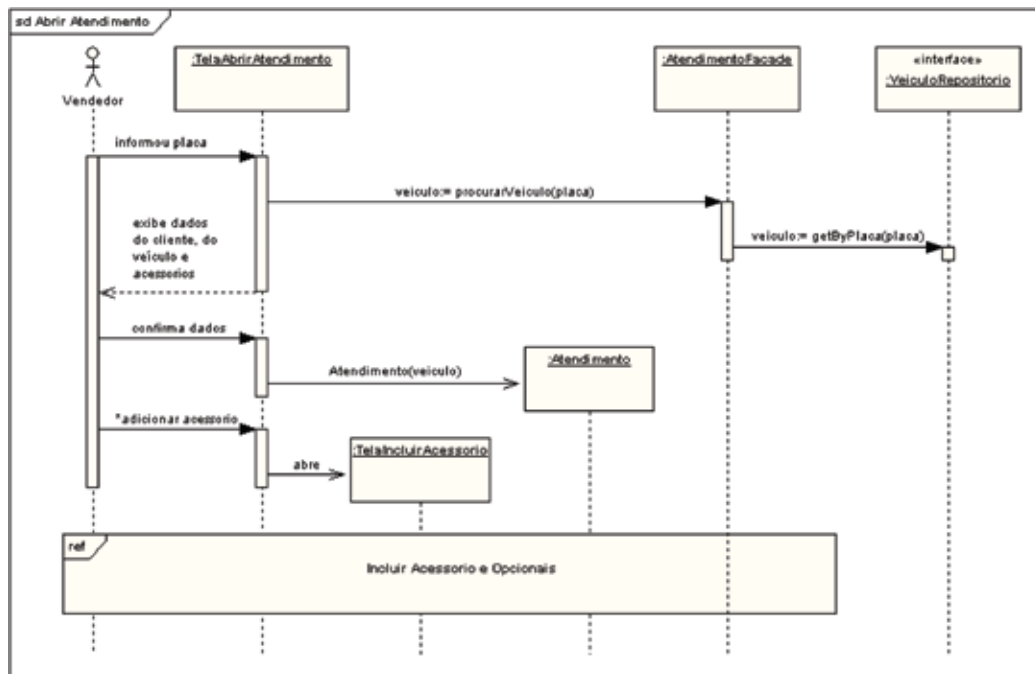 sd Abrir Atendimento
Vendedor
:TelaAbrirAtendimento
:AtendimentoFacade
«interface»
:VeiculoRepositorio
informou placa
veiculo:= procurarVeiculo(placa)
veiculo:= getByPlaca(placa)
exibe dados
do cliente, do
veículo e
acessorios
confirma dados
Atendimento(veiculo)
:Atendimento
*adicionar acessorio
abre
:TelaIncluirAcessorio
ref
Incluir Acessorio e Opcionais